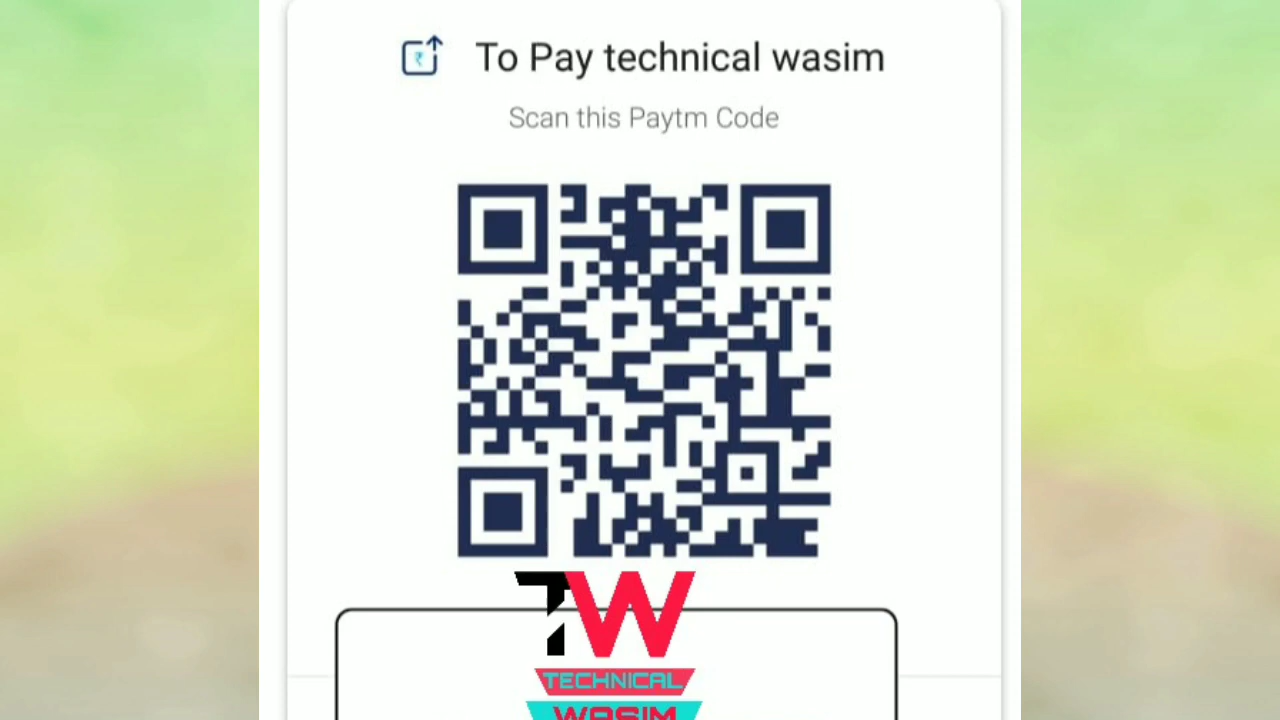 To Pay technical wasim
Scan this Paytm Code
TW
TECHNICAL
WASIM